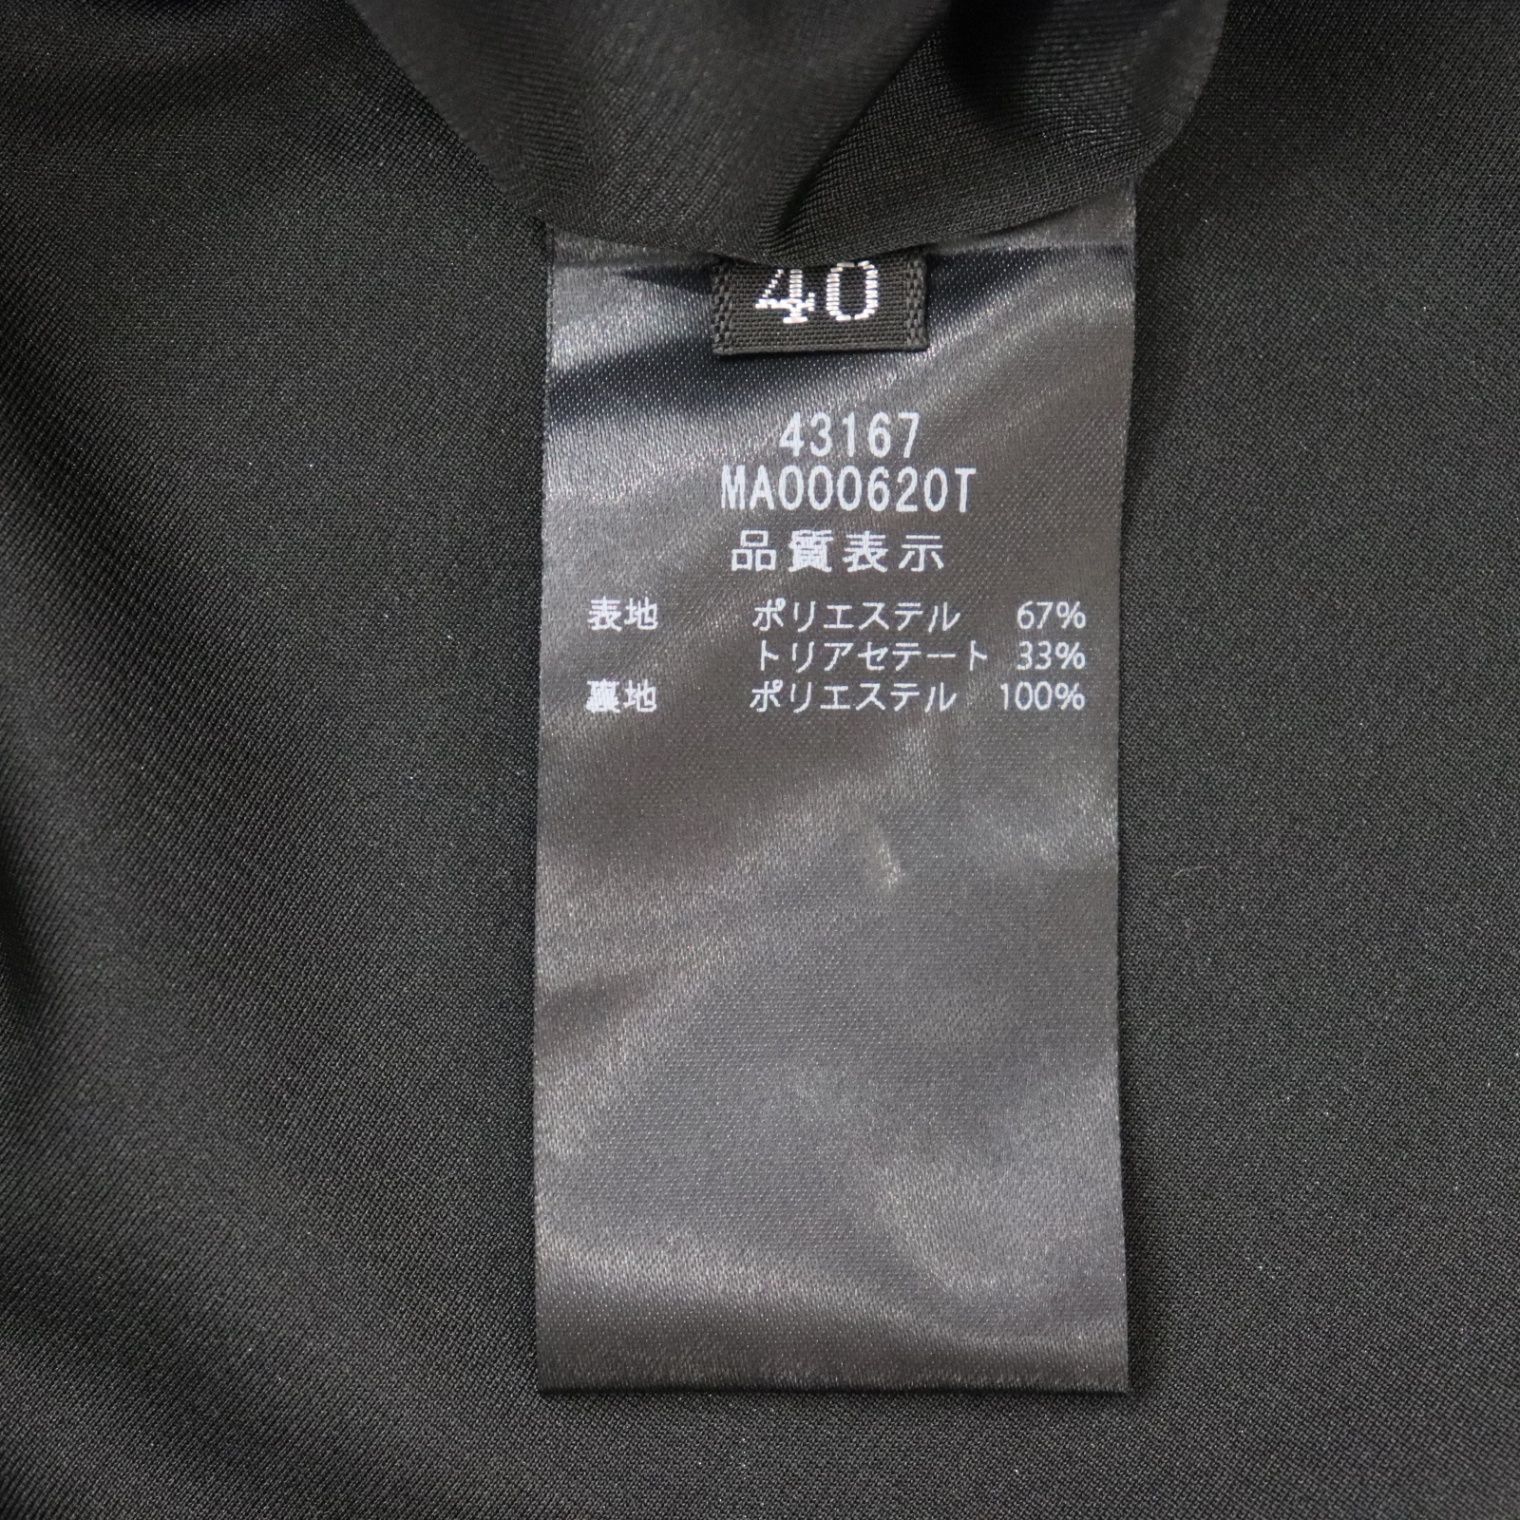 40
43167
MA000620T
品質表示
表地 ポリエステル 67%
トリアセテート 33%
裏地 ポリエステル 100%